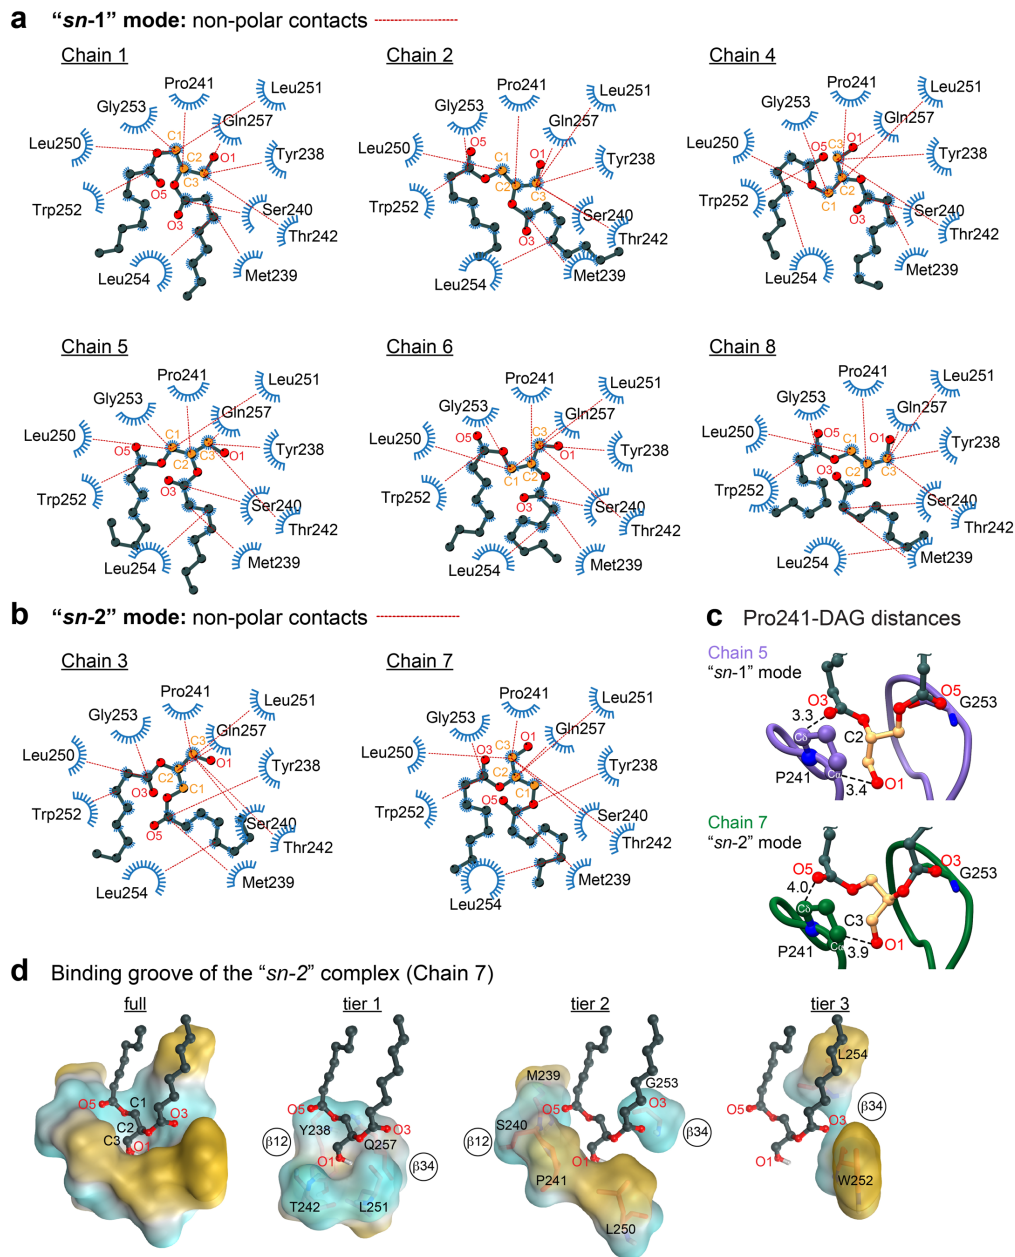 a "sn-1" mode: non-polar contacts
Chain 1
Pro241
Leu251
Gly253
Gln257
Leu250
C1
C2
O1
Tyr238
C3
O5
Trp252
O3
Ser240
Thr242
Leu254
Met239
Chain 2
Pro241
Leu251
Gly253
Gln257
O5
Leu250
C1
O1
Tyr238
C2
C3
Trp252
O3
Ser240
Thr242
Leu254
Met239
Chain 4
Pro241
Leu251
Gly253
Gln257
Leu250
O5
C3
O1
Tyr238
C2
Trp252
C1
O3
Ser240
Thr242
Leu254
Met239
Chain 5
Pro241
Leu251
Gly253
Gln257
Leu250
C1
O5
Tyr238
C2
C3
O1
O3
Trp252
Ser240
Thr242
Leu254
Met239
Chain 6
Pro241
Leu251
Gly253
Gln257
C3
Leu250
O5
O1
Tyr238
C1
C2
Trp252
O3
Ser240
Thr242
Leu254
Met239
Chain 8
Pro241
Leu251
Gly253
Gln257
O5
C1
O1
Leu250
Tyr238
C2
C3
O3
Trp252
Ser240
Thr242
Met239
Leu254
b "sn-2" mode: non-polar contacts
Chain 3
Pro241
Leu251
Gly253
Gln257
C3
Leu250
O1
Tyr238
C2
O3
C1
Trp252
O5
Ser240
Thr242
Leu254
Met239
Chain 7
Pro241
Leu251
Gly253
Gln257
O1
C3
O3
Leu250
Tyr238
C2
C1
O5
Trp252
Ser240
Thr242
Met239
Leu254
c Pro241-DAG distances
Chain 5
"sn-1" mode
O3
O5
G253
3.3
C2
Cδ
P241
Cα
O1
3.4
Chain 7
"sn-2" mode
O5
O3
G253
4.0
Cδ
C3
P241
Cα
O1
3.9
d Binding groove of the "sn-2" complex (Chain 7)
full
O5
C1
O3
C2
C3
O1
tier 1
O5
O3
Y238
β12
Q257
O1
β34
T242
L251
tier 2
M239
G253
O5
O3
S240
β12
β34
O1
P241
L250
tier 3
L254
O5
β34
O3
O1
W252